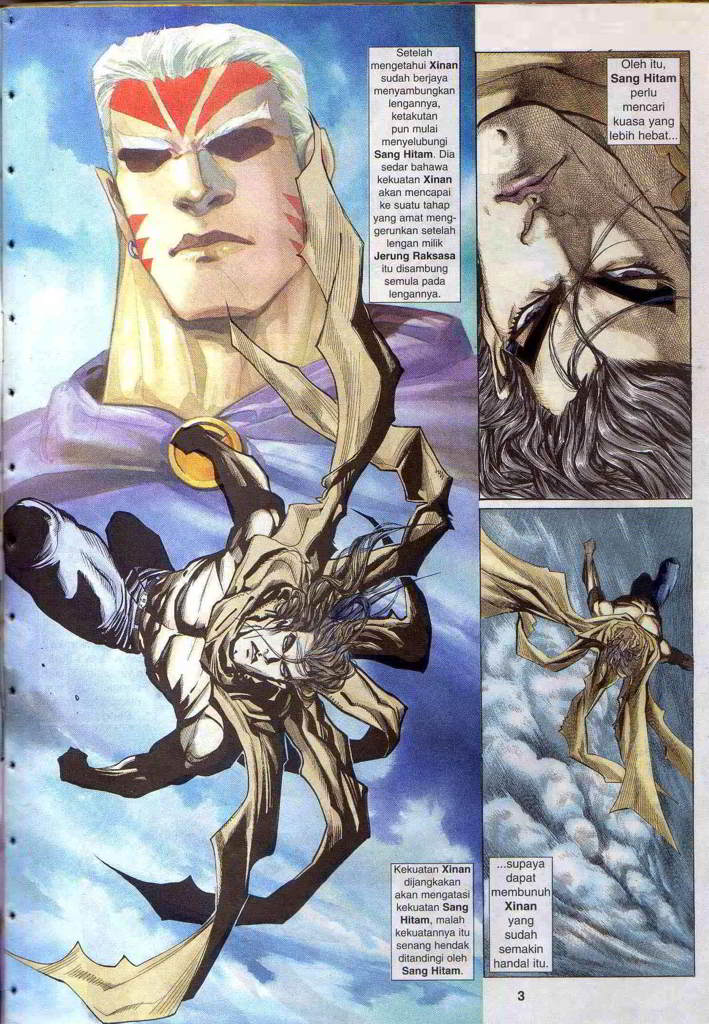 Setelah
mengetahui Xinan
sudah berjaya
menyambungkan
lengannya,
ketakutan
pun mulai
menyelubungi
Sang Hitam. Dia
sedar bahawa
kekuatan Xinan
akan mencapai
ke suatu tahap
yang amat meng-
gerunkan setelah
lengan milik
Jerung Raksasa
itu disambung
semula pada
lengannya.
Kekuatan Xinan
dijangkakan
akan mengatasi
kekuatan Sang
Hitam, malah
kekuatannya itu
senang hendak
ditandingi oleh
Sang Hitam.
Oleh itu,
Sang Hitam
perlu
mencari
kuasa yang
lebih hebat...
...supaya
dapat
membunuh
Xinan
yang
sudah
semakin
handal itu.
3